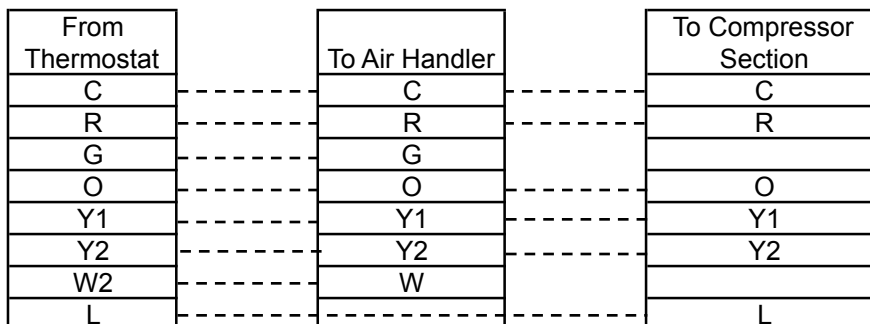 From
Thermostat
To Air Handler
To Compressor
Section
C
C
C
R
R
R
G
G
O
O
O
Y1
Y1
Y1
Y2
Y2
Y2
W2
W
L
L